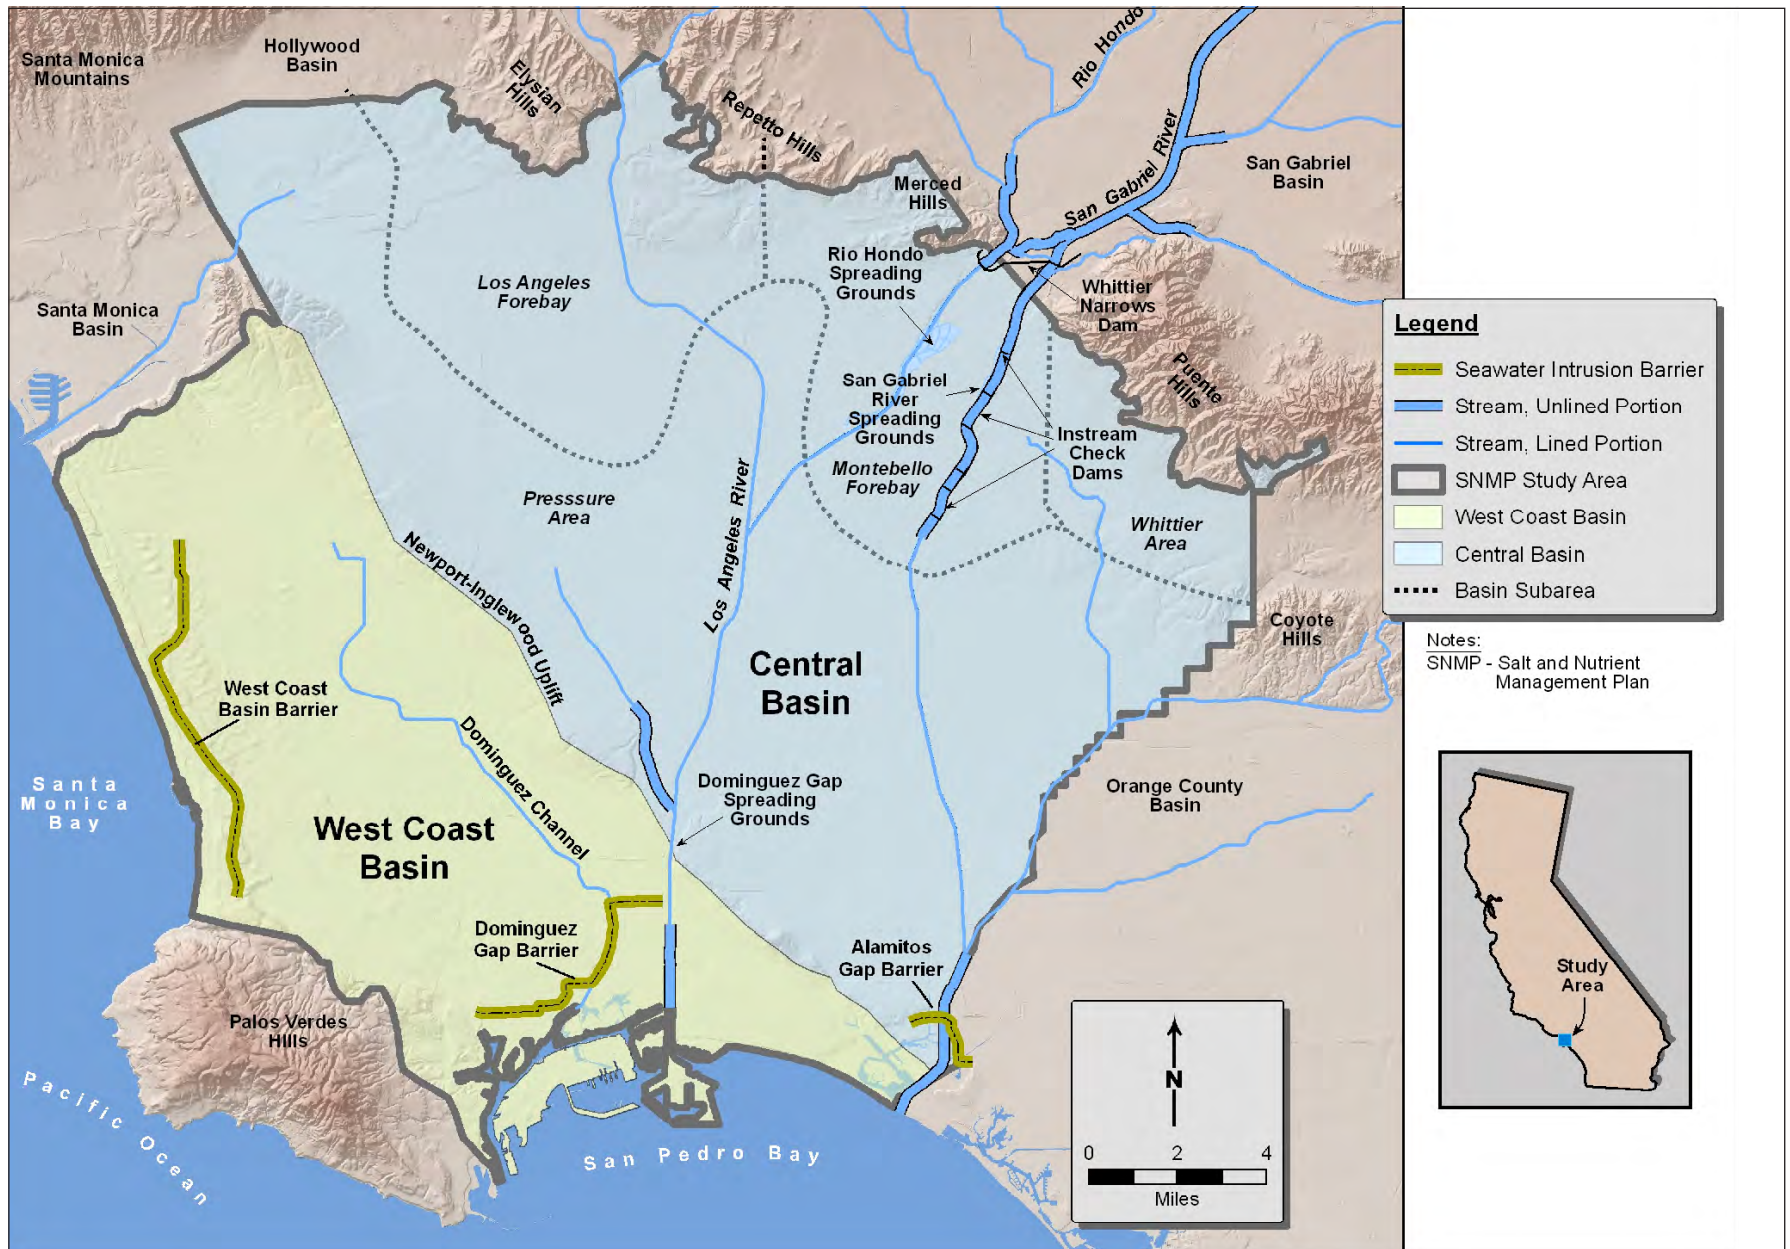 Santa Monica
Mountains
Hollywood
Basin
Elysian
Hills
Repetto Hills
Rio Hondo
San Gabriel River
San Gabriel
Basin
Merced
Hills
Rio Hondo
Spreading
Grounds
Los Angeles
Forebay
Whittier
Narrows
Dam
Santa Monica
Basin
Puente
Hills
San Gabriel
River
Spreading
Grounds
Instream
Check
Dams
Montebello
Forebay
Presssure
Area
Whittier
Area
Los Angeles River
Newport-Inglewood Uplift
Coyote
Hills
Central
Basin
West Coast
Basin Barrier
Dominguez Channel
Santa
Monica
Bay
Dominguez Gap
Spreading
Grounds
Orange County
Basin
West Coast
Basin
Dominguez
Gap Barrier
Alamitos
Gap Barrier
Palos Verdes
Hills
Pacific Ocean
San Pedro Bay
N
0 2 4
Miles
Legend
Seawater Intrusion Barrier
Stream, Unlined Portion
Stream, Lined Portion
SNMP Study Area
West Coast Basin
Central Basin
Basin Subarea
Notes:
SNMP - Salt and Nutrient
Management Plan
Study
Area